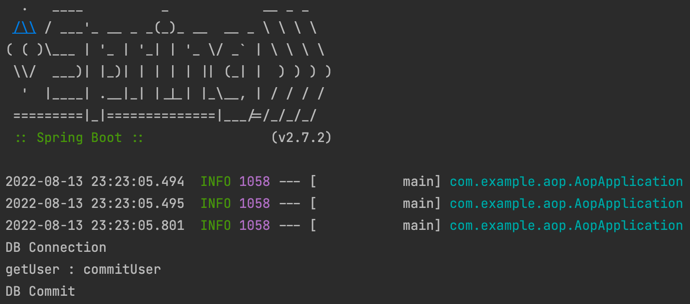 .   ____          _            __ _ _
 /\\ / ___'_ __ _ _(_)_ __  __ _ \ \ \ \
( ( )\___ | '_ | '_| | '_ \/ _` | \ \ \ \
 \\/  ___)| |_)| | | | | || (_| |  ) ) ) )
  '  |____| .__|_| |_|_| |_\__, | / / / /
 =========|_|==============|___/=/_/_/_/
 :: Spring Boot ::                (v2.7.2)
2022-08-13 23:23:05.494  INFO 1058 --- [           main] com.example.aop.AopApplication
2022-08-13 23:23:05.495  INFO 1058 --- [           main] com.example.aop.AopApplication
2022-08-13 23:23:05.801  INFO 1058 --- [           main] com.example.aop.AopApplication
DB Connection
getUser : commitUser
DB Commit